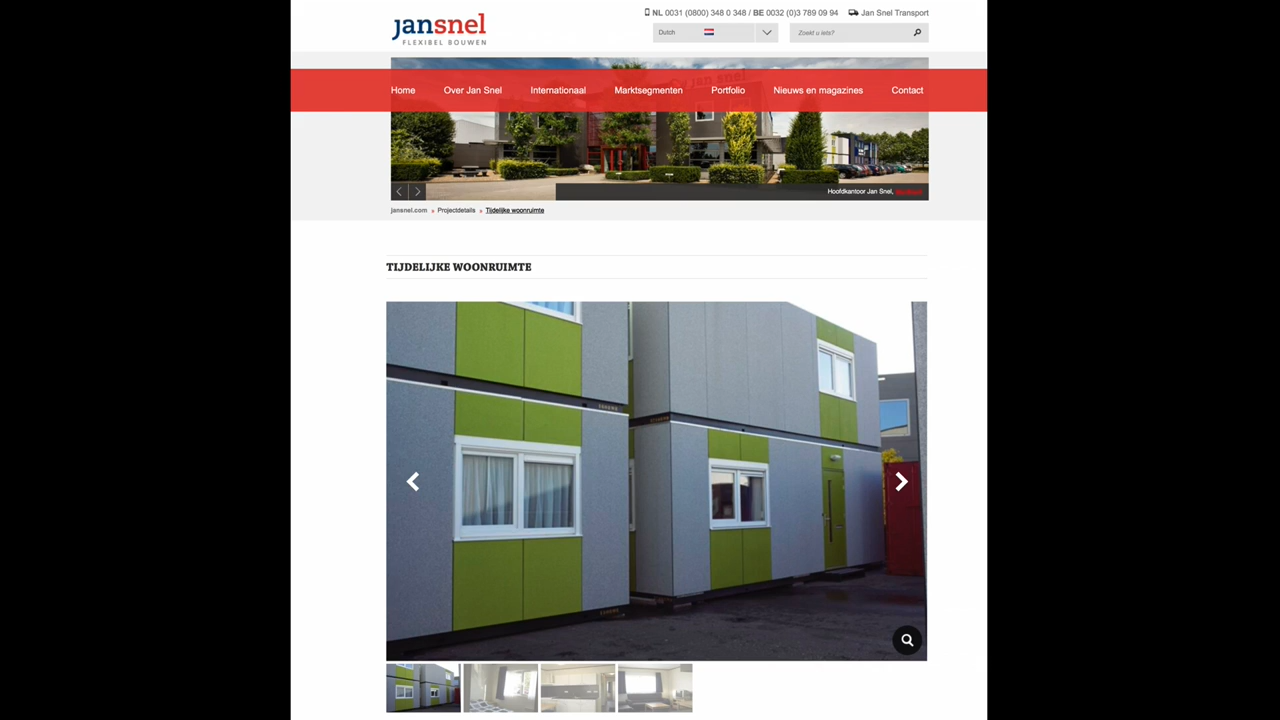 jansnel
FLEXIBEL BOUWEN
NL 0031 (0800) 348 0 348 / BE 0032 (0)3 789 09 94
Jan Snel Transport
Dutch
Zoekt u iets?
jan snel
Home
Over Jan Snel
Internationaal
Marktsegmenten
Portfolio
Nieuws en magazines
Contact
Hoofdkantoor Jan Snel,
jansnel.com » Projectdetails » Tijdelijke woonruimte
TIJDELIJKE WOONRUIMTE